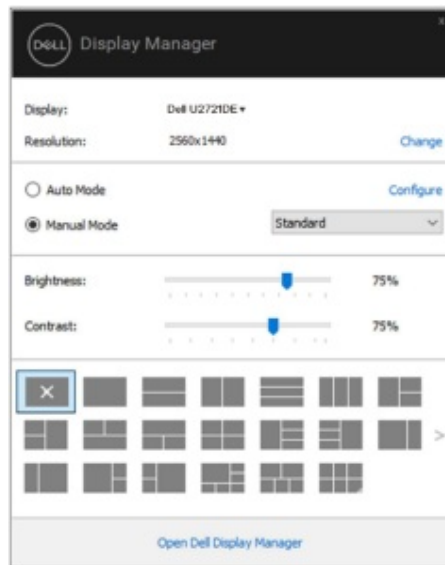 DELL Display Manager
x
Display: Dell U2721DE
Resolution: 2560x1440 Change
Auto Mode Configure
Manual Mode Standard
Brightness: 75%
Contrast: 75%
Open Dell Display Manager